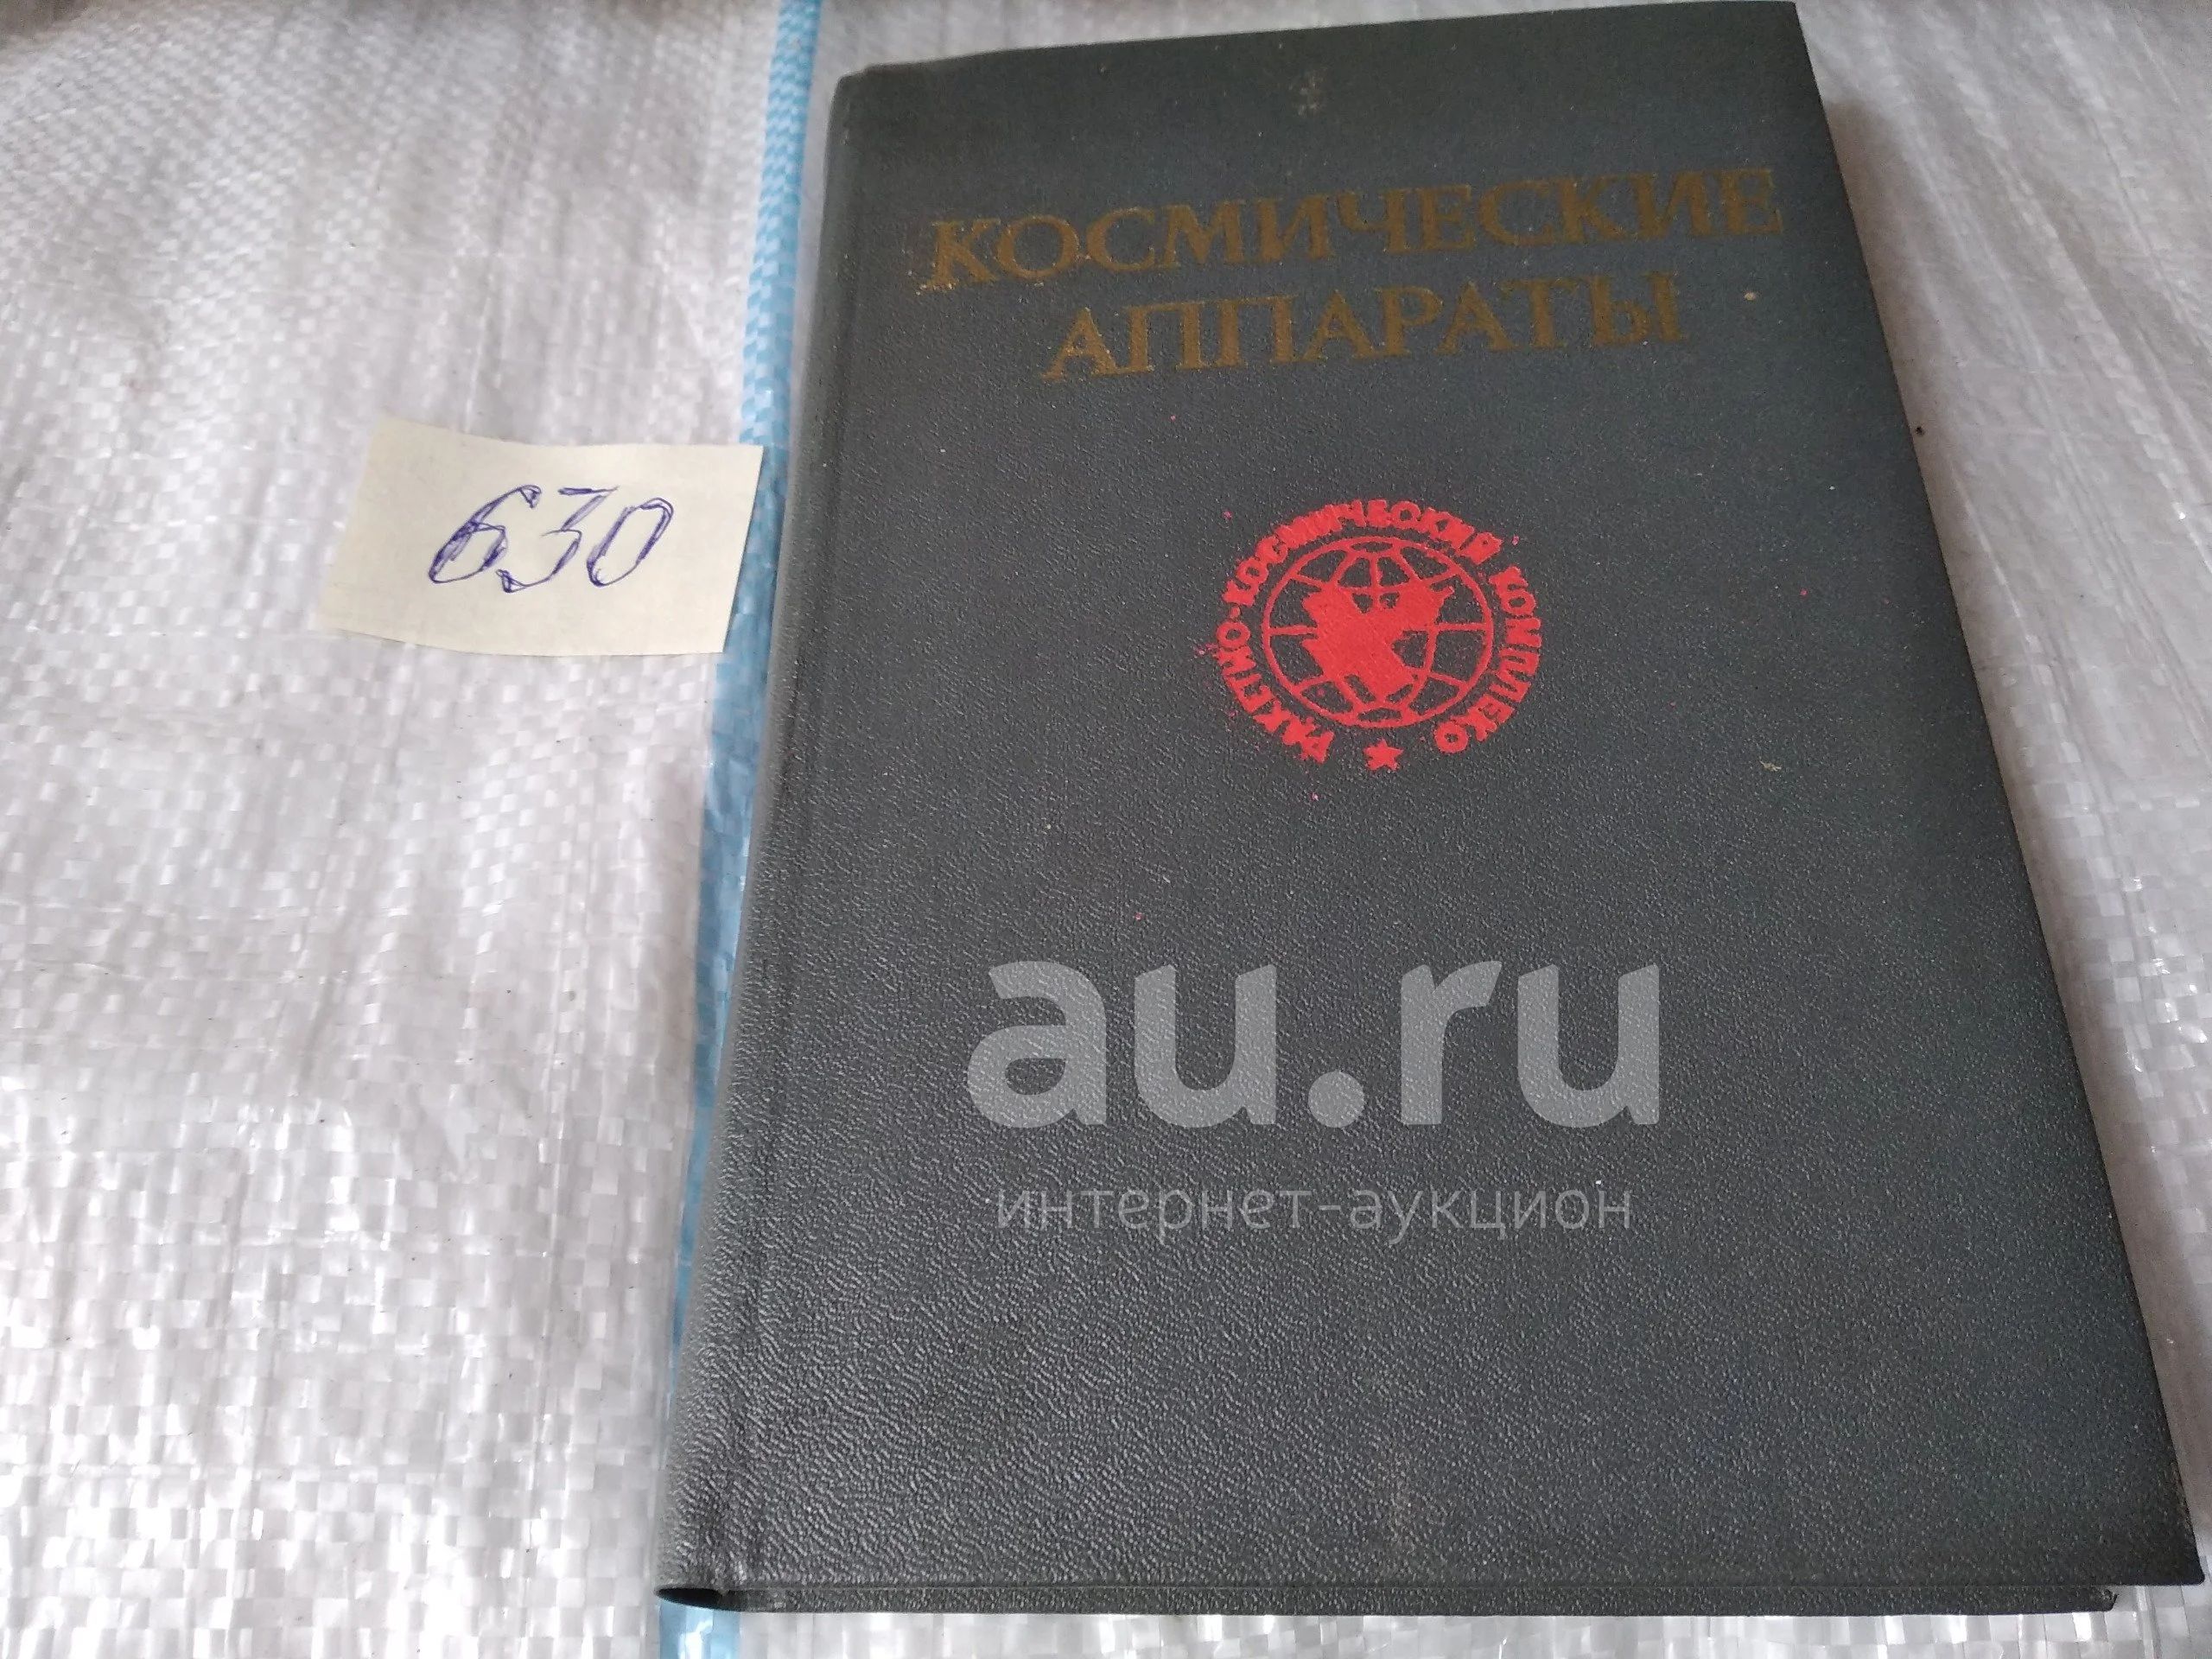 КОСМИЧЕСКИЕ
АППАРАТЫ
630
РАКЕТНО-КОСМИЧЕСКИЙ КОМПЛЕКС
au.ru
интернет-аукцион